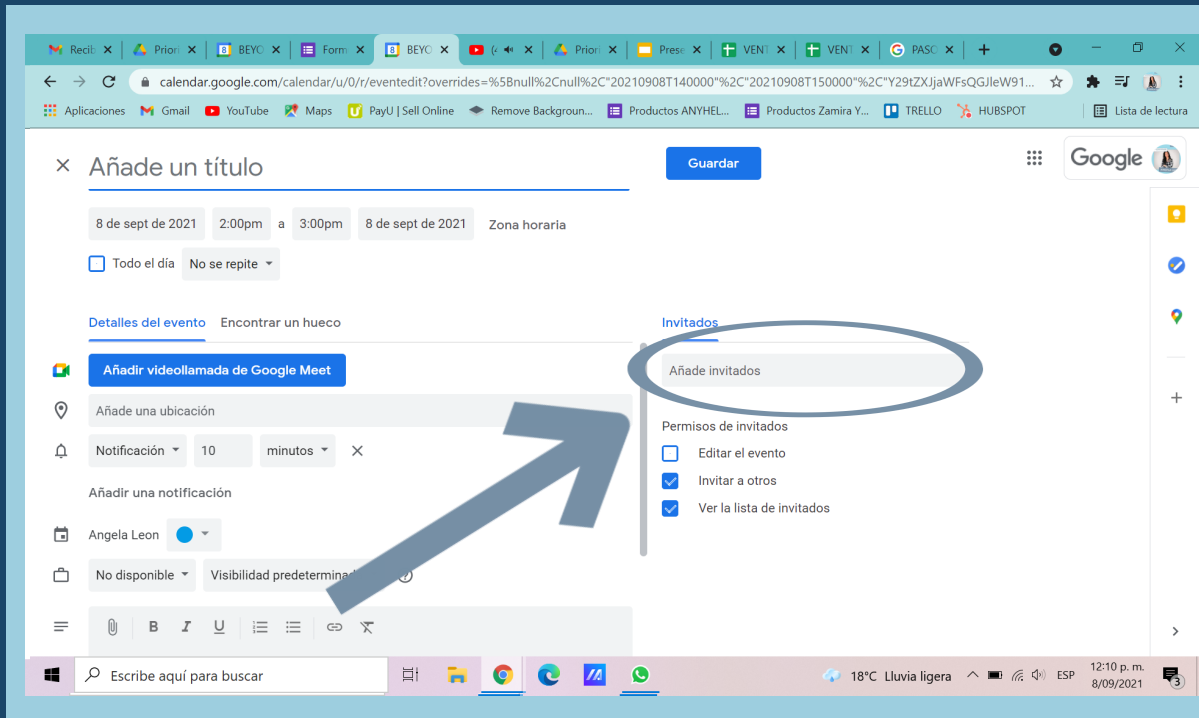 Recib
Priori
BEYO
Form
BEYO
(4
Priori
Prese
VENT
VENT
PASO
calendar.google.com/calendar/u/0/r/eventedit?overrides=%5Bnull%2Cnull%2C"20210908T140000"%2C"20210908T150000"%2C"Y29tZXJjaWFsQGJleW91...
Aplicaciones
Gmail
YouTube
Maps
PayU | Sell Online
Remove Backgroun...
Productos ANYHEL...
Productos Zamira Y...
TRELLO
HUBSPOT
Lista de lectura
Añade un título
Guardar
Google
8 de sept de 2021 2:00pm a 3:00pm 8 de sept de 2021 Zona horaria
Todo el día No se repite
Detalles del evento Encontrar un hueco
Invitados
Añadir videollamada de Google Meet
Añade invitados
Añade una ubicación
Permisos de invitados
Notificación 10 minutos
Editar el evento
Invitar a otros
Añadir una notificación
Ver la lista de invitados
Angela Leon
No disponible Visibilidad predetermina
B I U
Escribe aquí para buscar
18°C Lluvia ligera
ESP
12:10 p. m.
8/09/2021
3